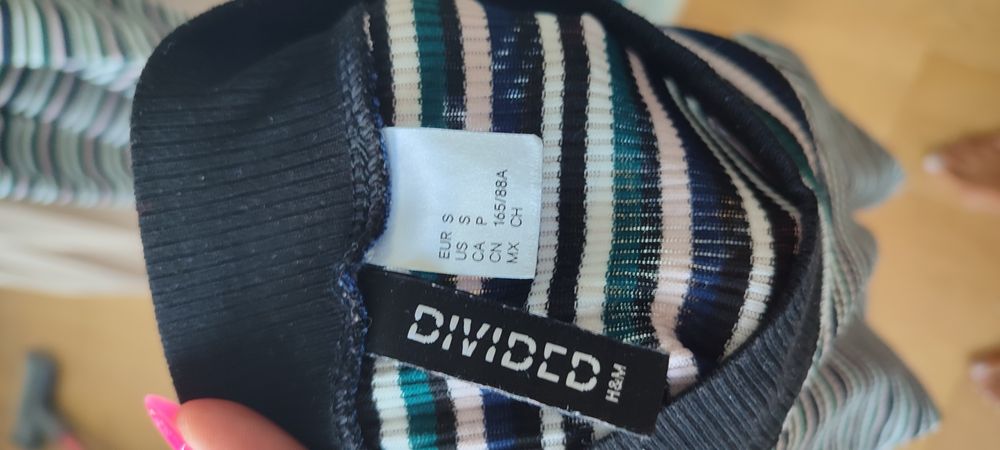 EUR S
US S
CA P
CN 165/88A
MX CH
DIVIDED
H&M